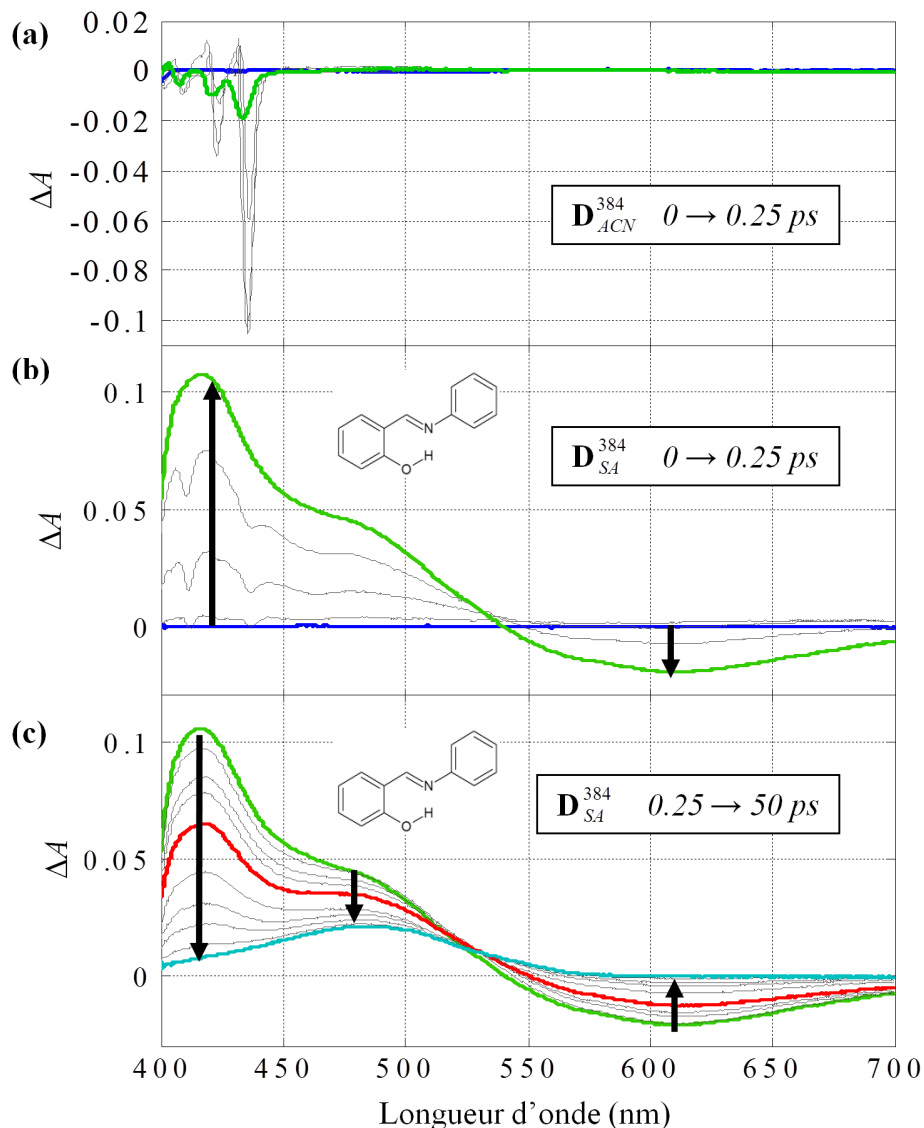 (a)
0.02
0
-0.02
-0.04
-0.06
-0.08
-0.1
ΔA
D384ACN 0 → 0.25 ps
(b)
0.1
0.05
0
ΔA
N
O
H
D384SA 0 → 0.25 ps
(c)
0.1
0.05
0
ΔA
N
O
H
D384SA 0.25 → 50 ps
400 450 500 550 600 650 700
Longueur d'onde (nm)